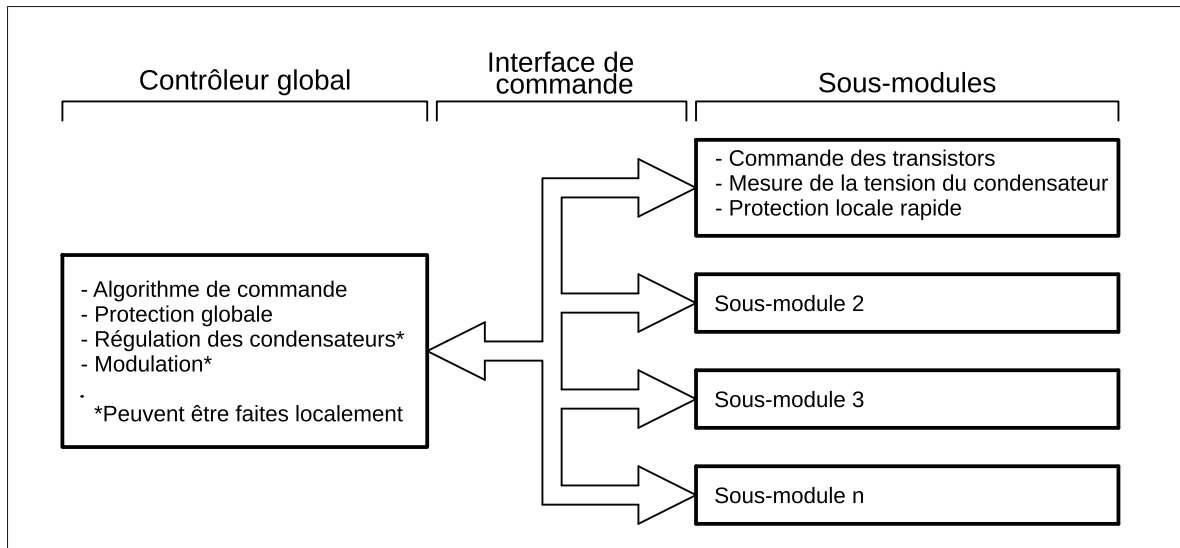 Contrôleur global
Interface de
commande
Sous-modules
- Commande des transistors
- Mesure de la tension du condensateur
- Protection locale rapide
- Algorithme de commande
- Protection globale
- Régulation des condensateurs*
- Modulation*
.
*Peuvent être faites localement
Sous-module 2
Sous-module 3
Sous-module n